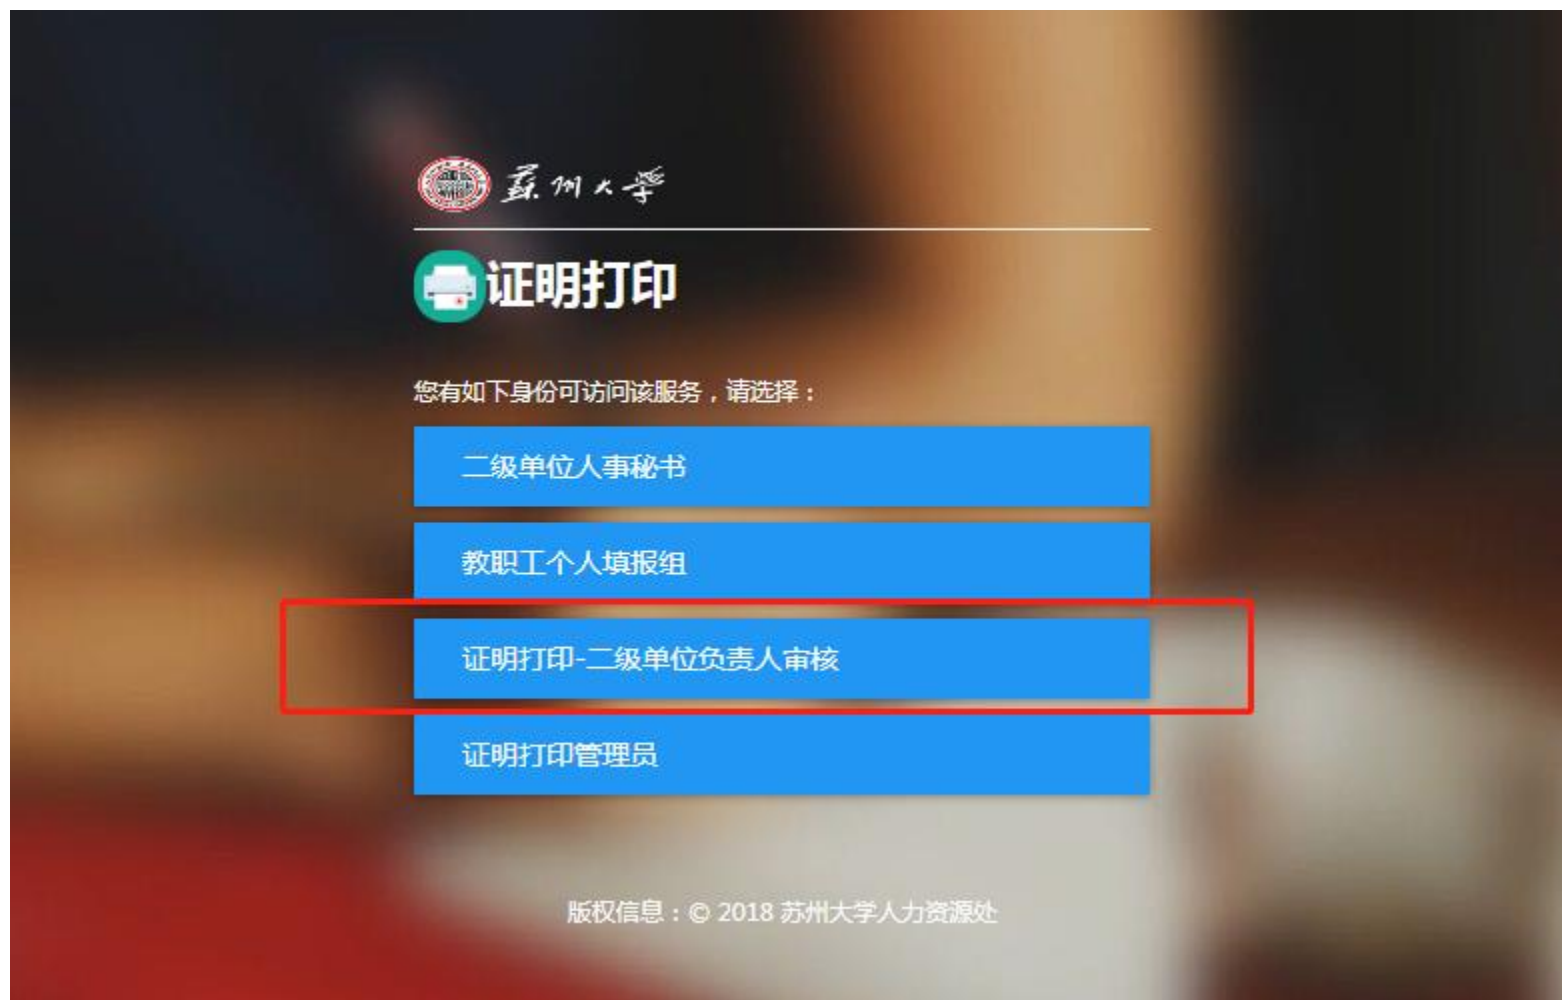 蘇州大学
证明打印
您有如下身份可访问该服务，请选择：
二级单位人事秘书
教职工个人填报组
证明打印-二级单位负责人审核
证明打印管理员
版权信息：© 2018 苏州大学人力资源处